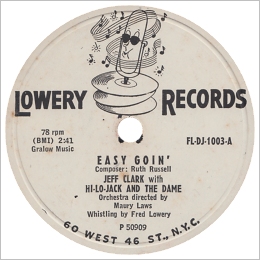 LOWERY RECORDS
78 rpm
(BMI) 2:41
Gralow Music
FL-DJ-1003-A
EASY GOIN'
Composer: Ruth Russell
JEFF CLARK with
HI-LO-JACK AND THE DAME
Orchestra directed by
Maury Laws
Whistling by Fred Lowery
P 50909
60 WEST 46 ST., N.Y.C.